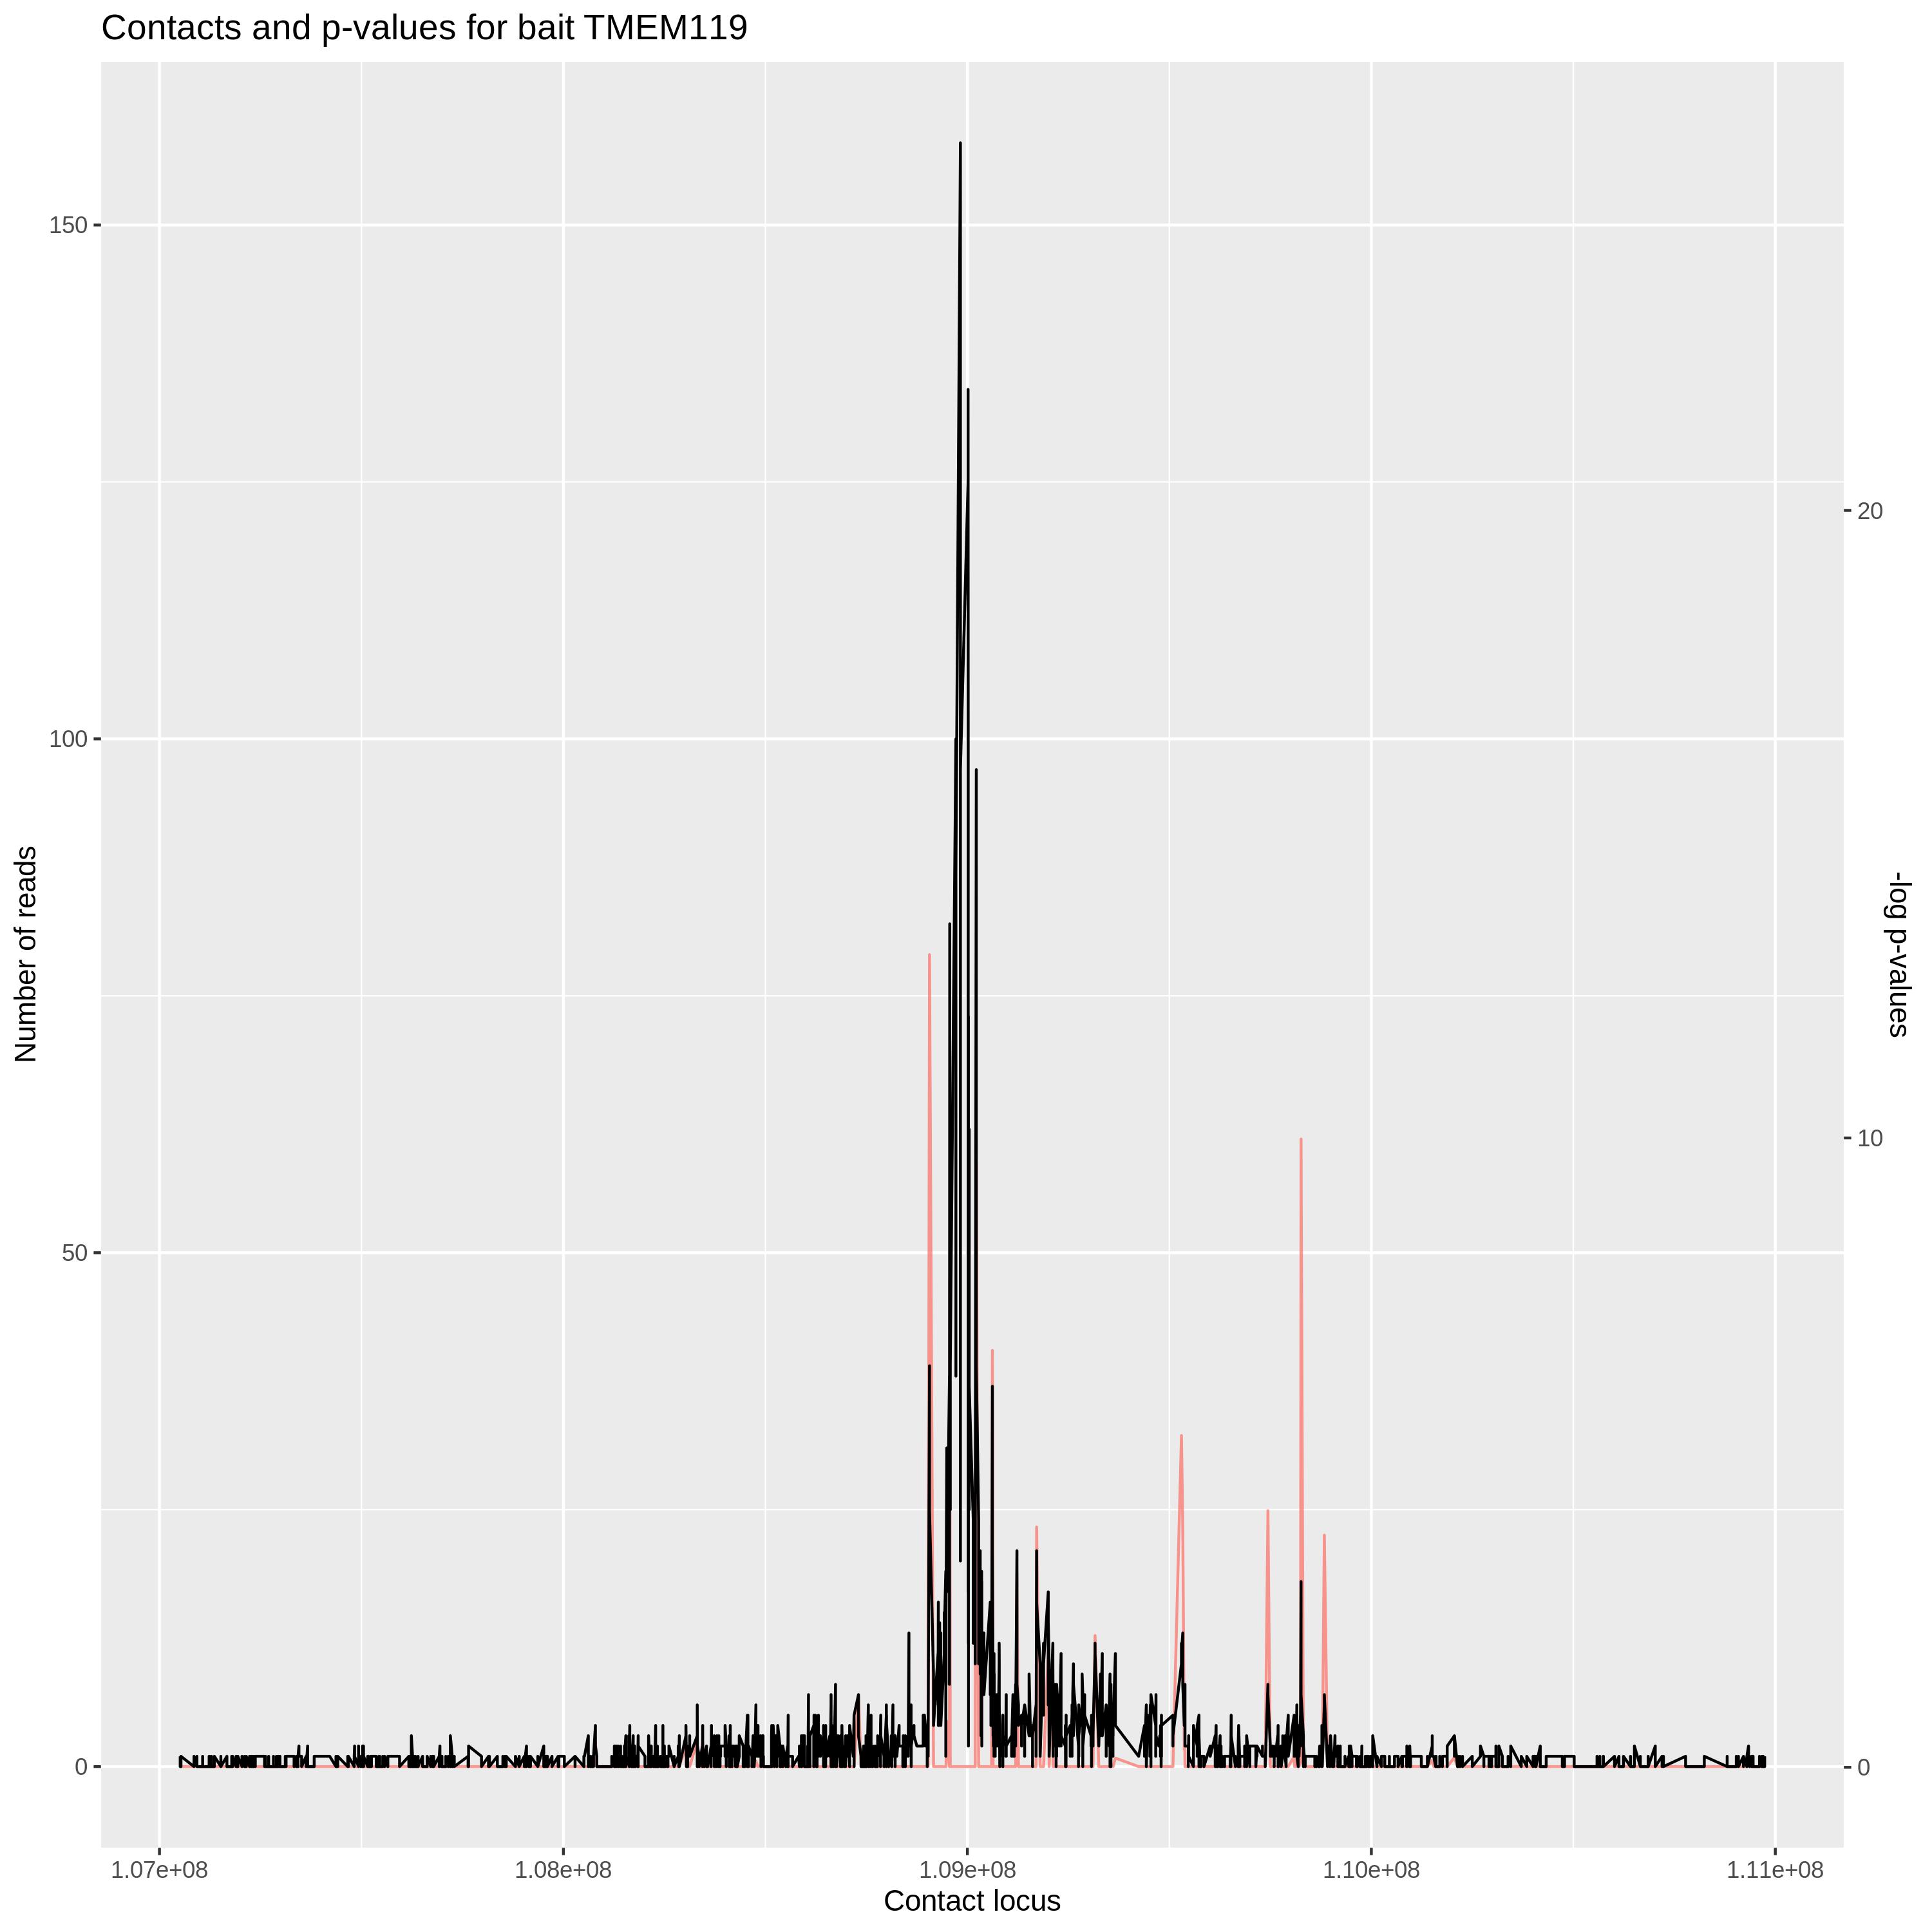 Contacts and p-values for bait TMEM119
150
100
50
0
Number of reads
20
10
0
-log p-values
1.07e+08
1.08e+08
1.09e+08
1.10e+08
1.11e+08
Contact locus